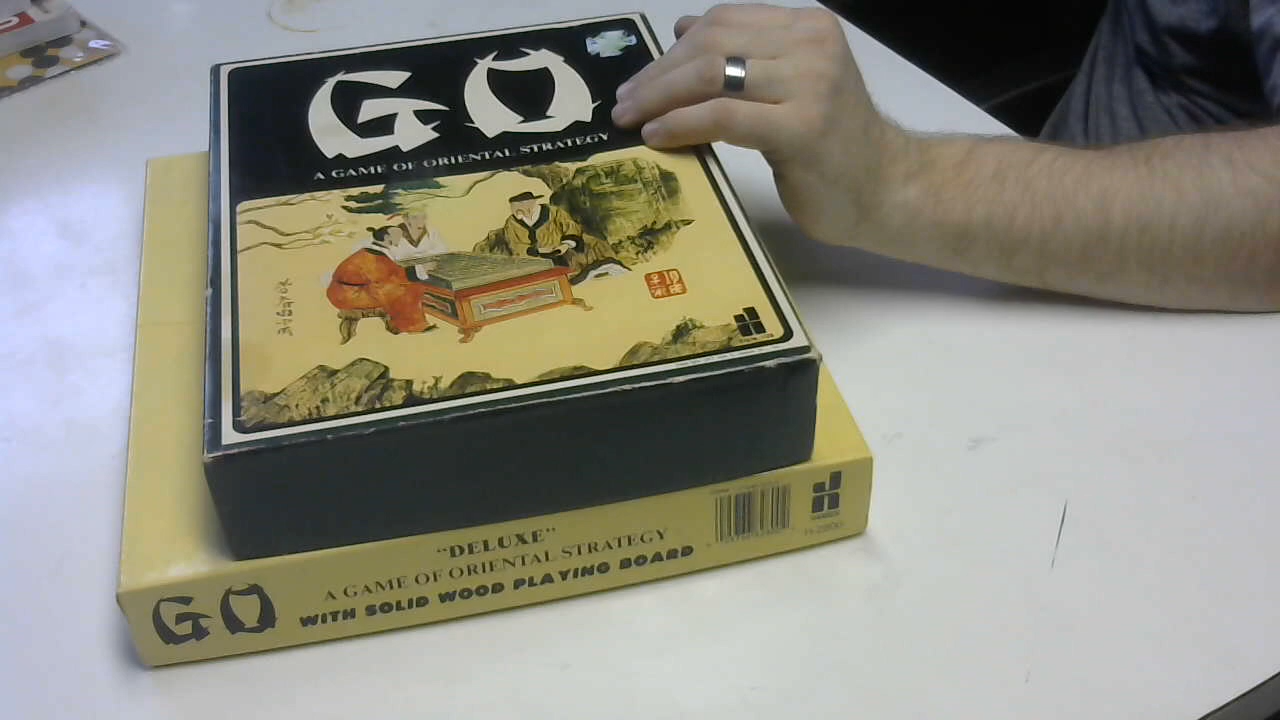 GO
A GAME OF ORIENTAL STRATEGY
"DELUXE"
A GAME OF ORIENTAL STRATEGY
GO
WITH SOLID WOOD PLAYING BOARD